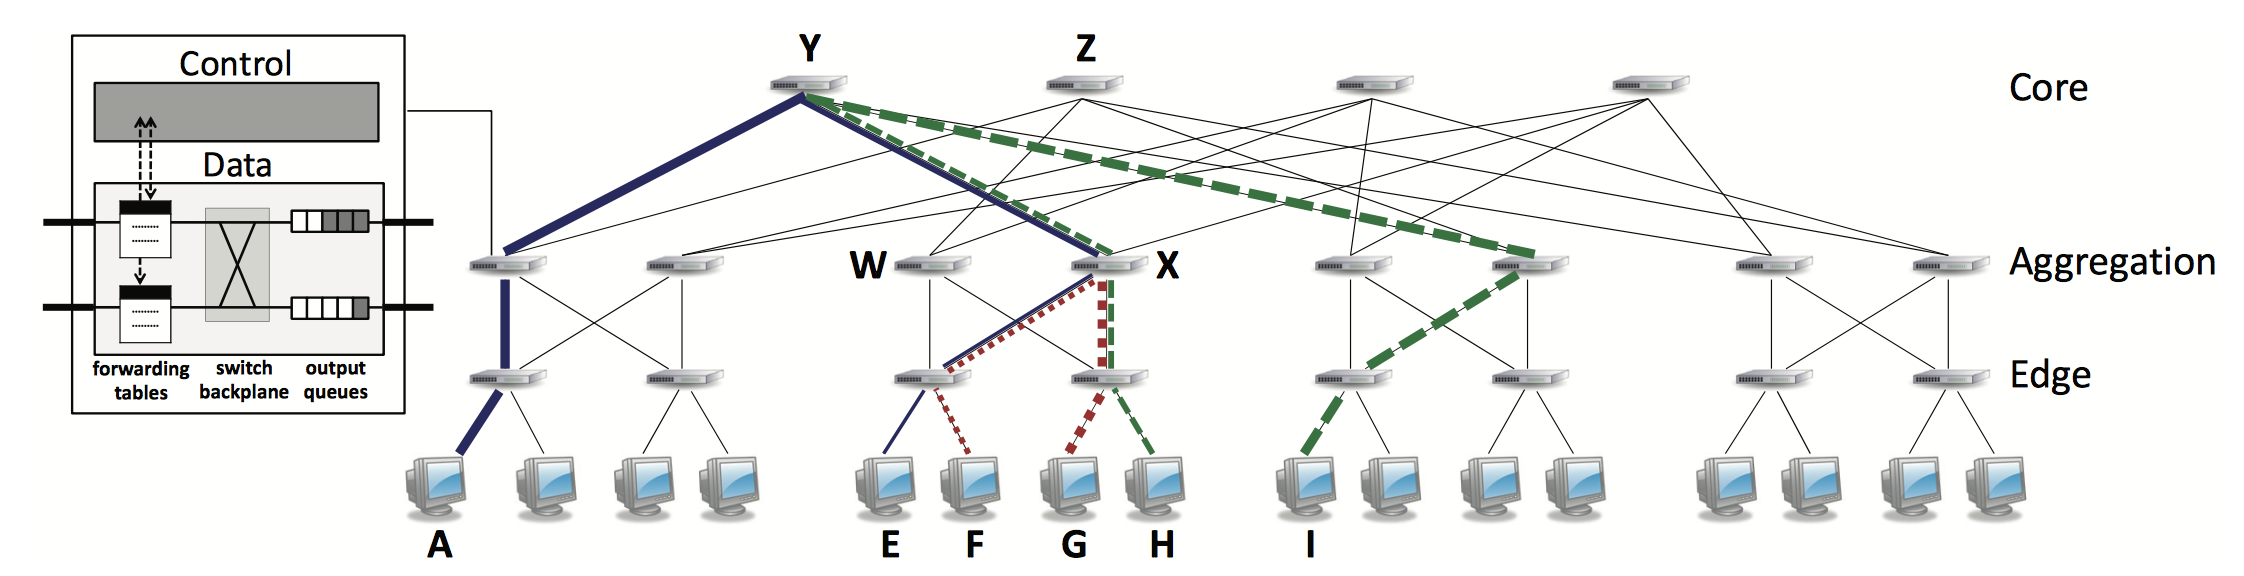 Control
Data
forwarding tables
switch backplane
output queues
Y
Z
Core
W
X
Aggregation
Edge
A
E
F
G
H
I